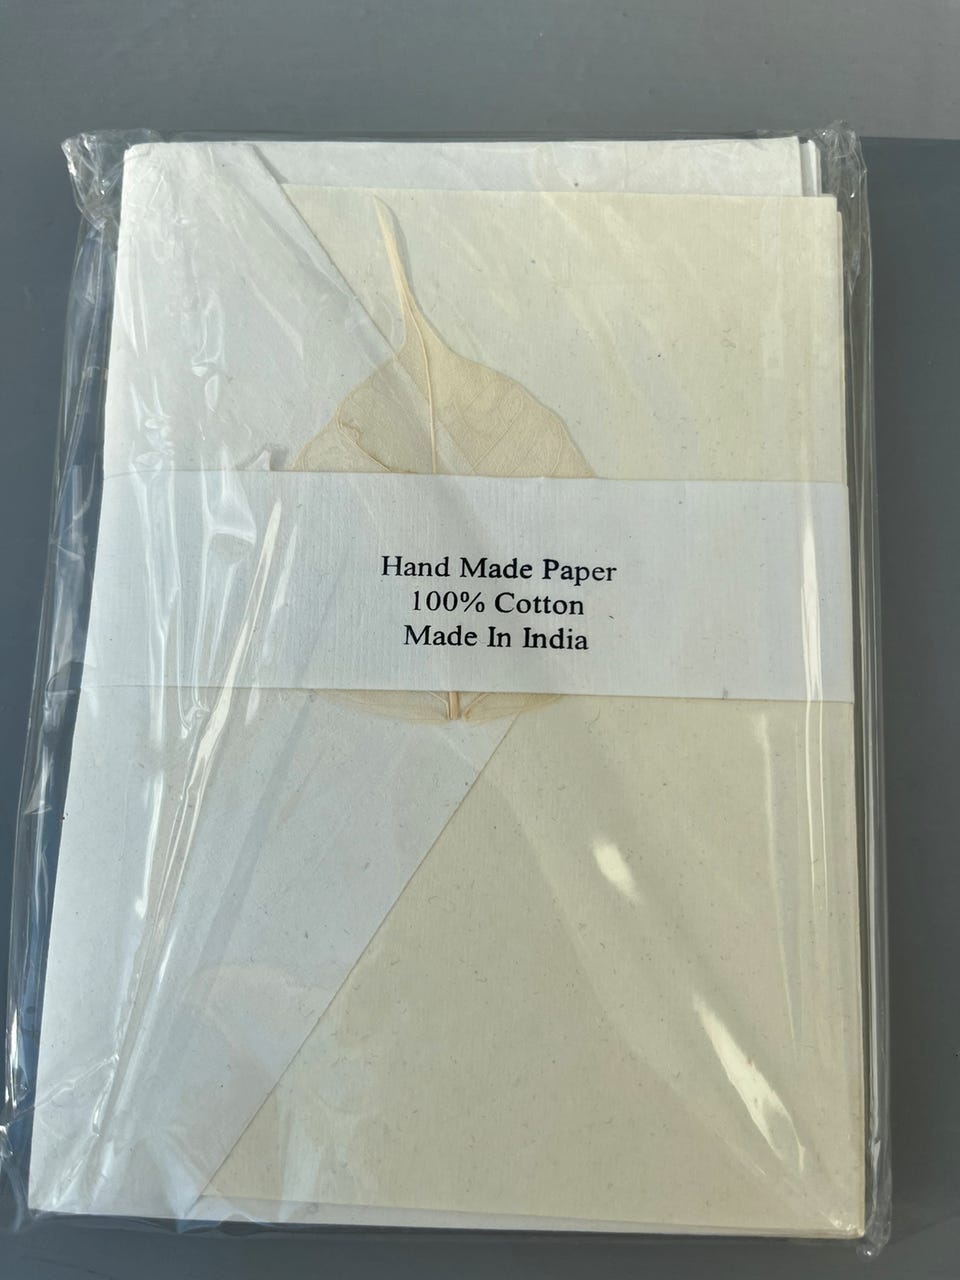 Hand Made Paper
100% Cotton
Made In India